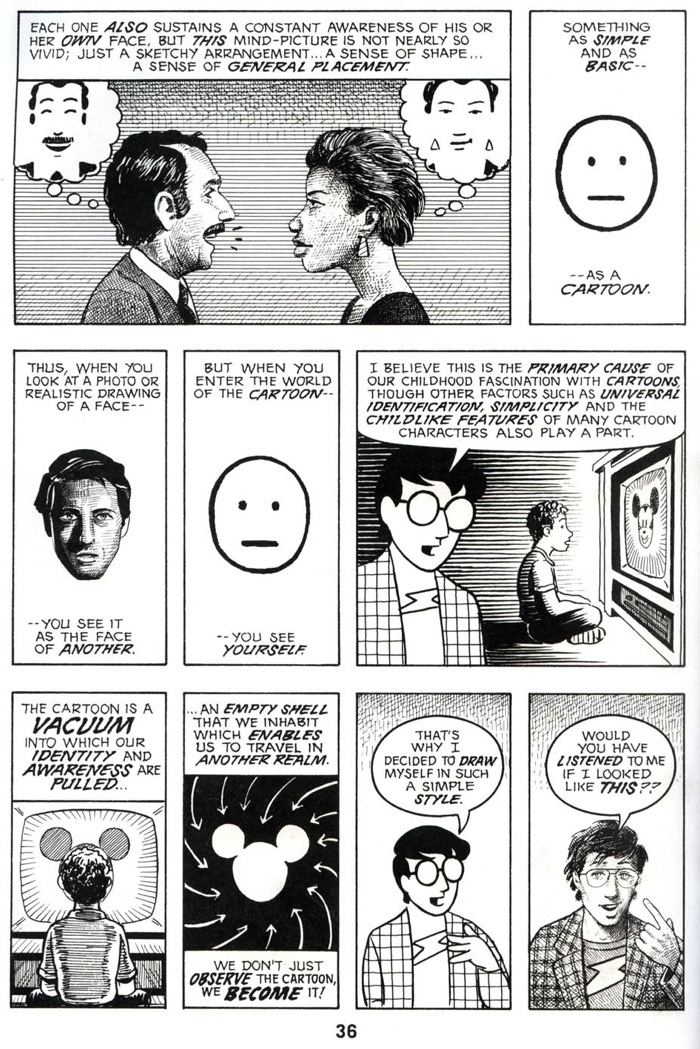 EACH ONE ALSO SUSTAINS A CONSTANT AWARENESS OF HIS OR
HER OWN FACE, BUT THIS MIND-PICTURE IS NOT NEARLY SO
VIVID; JUST A SKETCHY ARRANGEMENT... A SENSE OF SHAPE...
A SENSE OF GENERAL PLACEMENT.
SOMETHING
AS SIMPLE
AND AS
BASIC--
--AS A
CARTOON.
THUS, WHEN YOU
LOOK AT A PHOTO OR
REALISTIC DRAWING
OF A FACE--
--YOU SEE IT
AS THE FACE
OF ANOTHER.
BUT WHEN YOU
ENTER THE WORLD
OF THE CARTOON--
--YOU SEE
YOURSELF.
I BELIEVE THIS IS THE PRIMARY CAUSE OF
OUR CHILDHOOD FASCINATION WITH CARTOONS,
THOUGH OTHER FACTORS SUCH AS UNIVERSAL
IDENTIFICATION, SIMPLICITY AND THE
CHILDLIKE FEATURES OF MANY CARTOON
CHARACTERS ALSO PLAY A PART.
THE CARTOON IS A
VACUUM
INTO WHICH OUR
IDENTITY AND
AWARENESS ARE
PULLED...
...AN EMPTY SHELL
THAT WE INHABIT
WHICH ENABLES
US TO TRAVEL IN
ANOTHER REALM.
WE DON'T JUST
OBSERVE THE CARTOON,
WE BECOME IT!
THAT'S
WHY I
DECIDED TO DRAW
MYSELF IN SUCH
A SIMPLE
STYLE.
WOULD
YOU HAVE
LISTENED TO ME
IF I LOOKED
LIKE THIS??
36